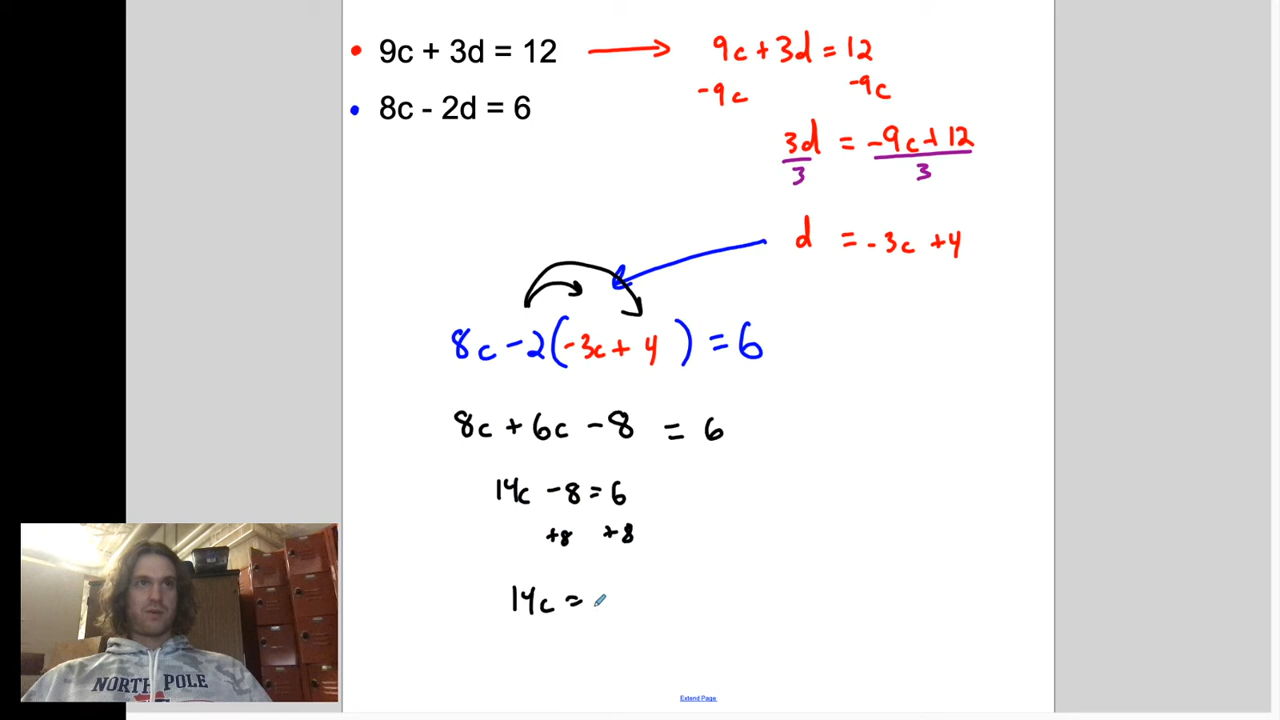 9c + 3d = 12
8c - 2d = 6
9c + 3d = 12
-9c -9c
3d = -9c + 12
3 3
d = -3c + 4
8c - 2(-3c + 4) = 6
8c + 6c - 8 = 6
14c - 8 = 6
+8 +8
14c =
NORTH POLE
Extend Page